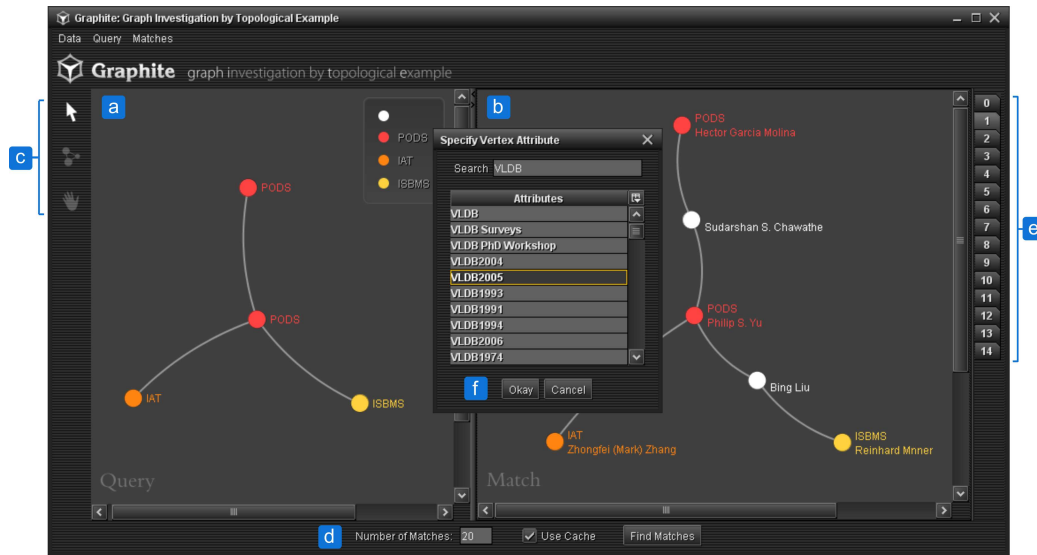 Graphite: Graph Investigation by Topological Example
Data Query Matches
Graphite graph investigation by topological example
c
a
PODS
IAT
ISBMS
PODS
PODS
IAT
ISBMS
Query
Specify Vertex Attribute
Search VLDB
Attributes
VLDB
VLDB Surveys
VLDB PhD Workshop
VLDB2004
VLDB2005
VLDB1993
VLDB1991
VLDB1994
VLDB2006
VLDB1974
f
Okay Cancel
b
PODS
Hector Garcia Molina
Sudarshan S. Chawathe
PODS
Philip S. Yu
Bing Liu
IAT
Zhongfei (Mark) Zhang
ISBMS
Reinhard Mnner
Match
0
1
2
3
4
5
6
7
8
9
10
11
12
13
14
e
d
Number of Matches: 20 Use Cache Find Matches